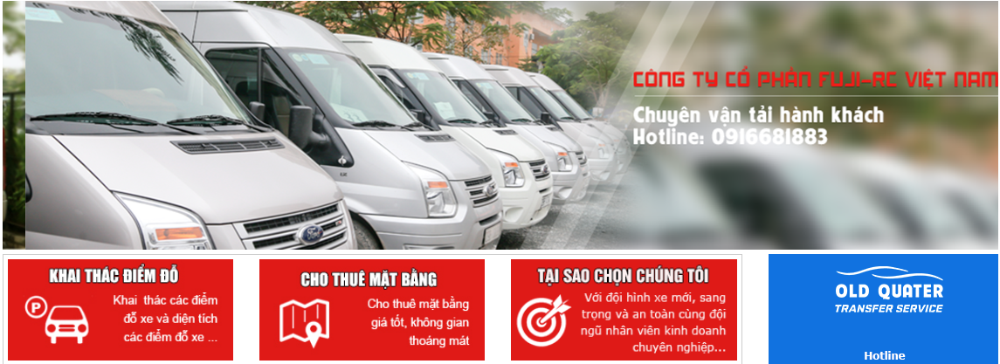 CÔNG TY CỔ PHẦN FUJI-RC VIỆT NAM
Chuyên vận tải hành khách
Hotline: 0916681883
KHAI THÁC ĐIỂM ĐỖ
Khai thác các điểm
đỗ xe và diện tích
các điểm đỗ xe ...
CHO THUÊ MẶT BẰNG
Cho thuê mặt bằng
giá tốt, không gian
thoáng mát
TẠI SAO CHỌN CHÚNG TÔI
Với đội hình xe mới, sang
trọng và an toàn cùng đội
ngũ nhân viên kinh doanh
chuyên nghiệp...
OLD QUATER
TRANSFER SERVICE
Hotline
Ford
P